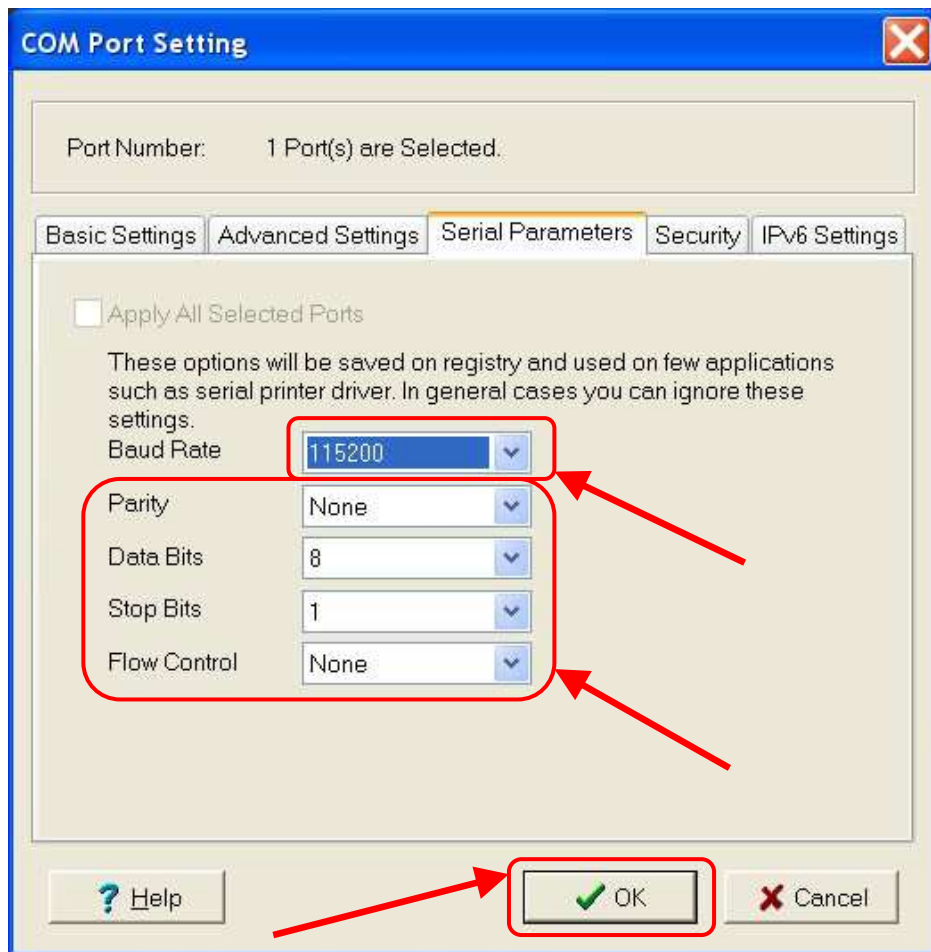 COM Port Setting
Port Number: 1 Port(s) are Selected.
Basic Settings Advanced Settings Serial Parameters Security IPv6 Settings
Apply All Selected Ports
These options will be saved on registry and used on few applications
such as serial printer driver. In general cases you can ignore these
settings.
Baud Rate 115200
Parity None
Data Bits 8
Stop Bits 1
Flow Control None
? Help OK Cancel